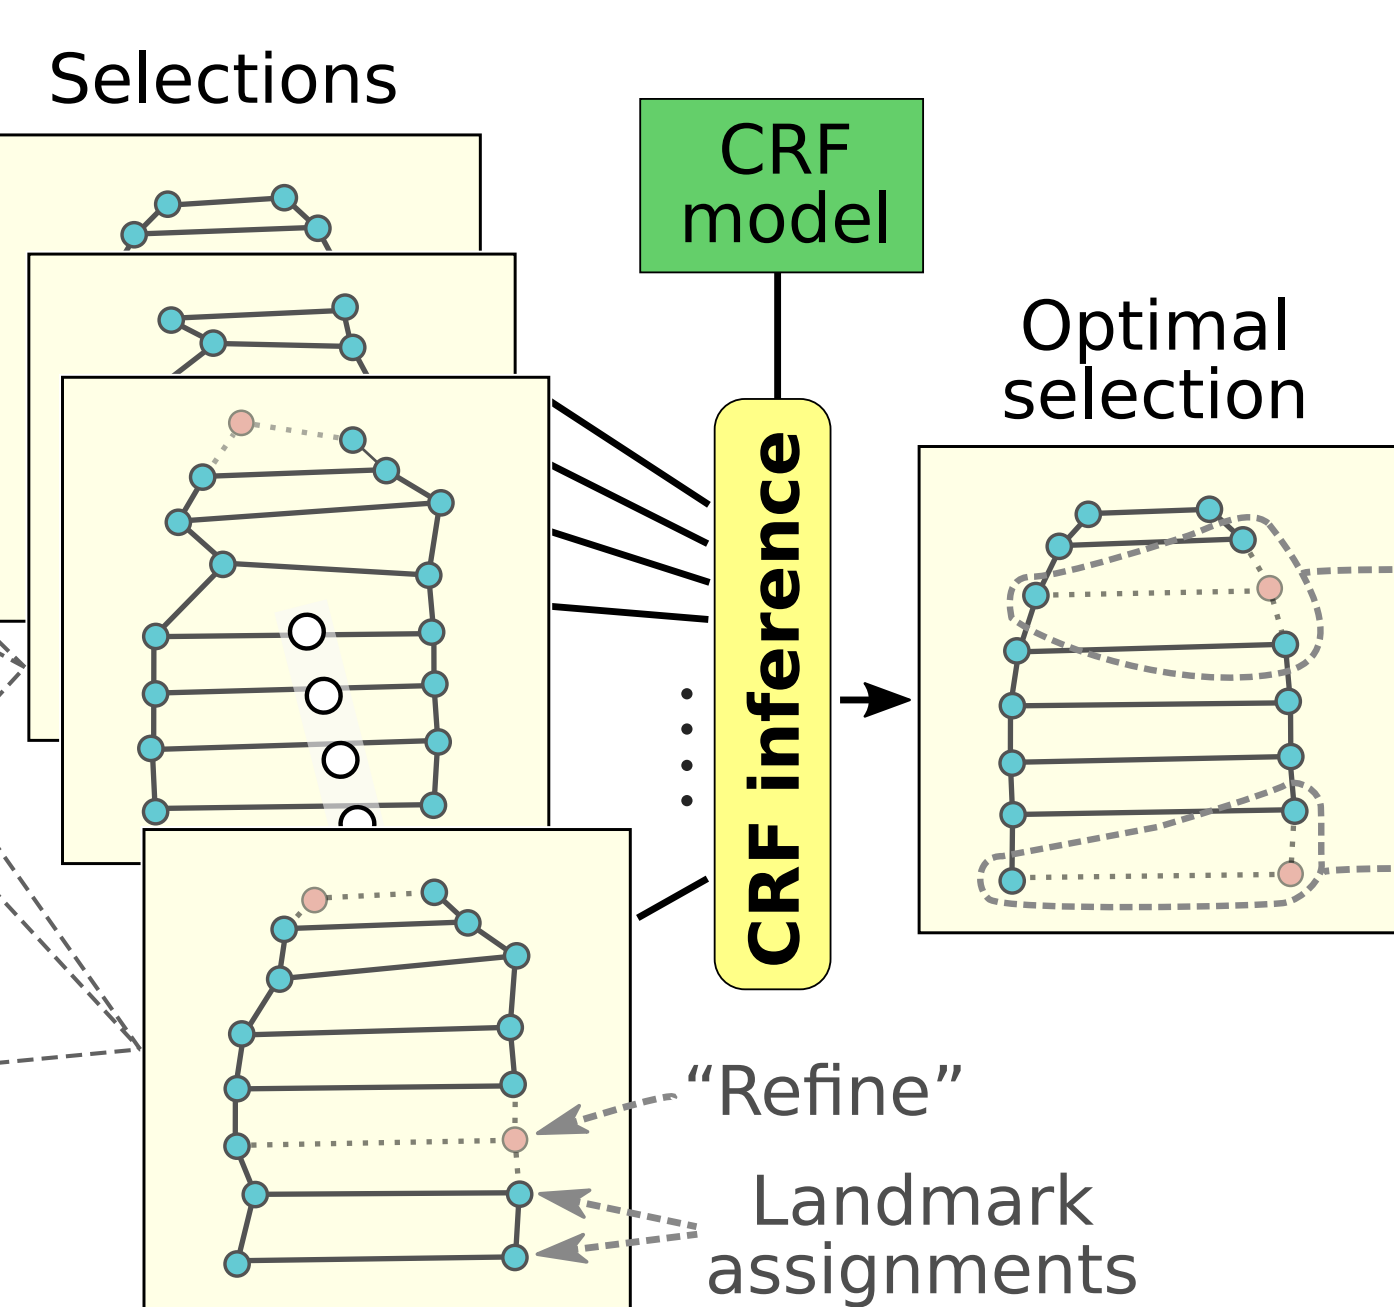 Selections
CRF
model
Optimal
selection
CRF inference
“Refine”
Landmark
assignments